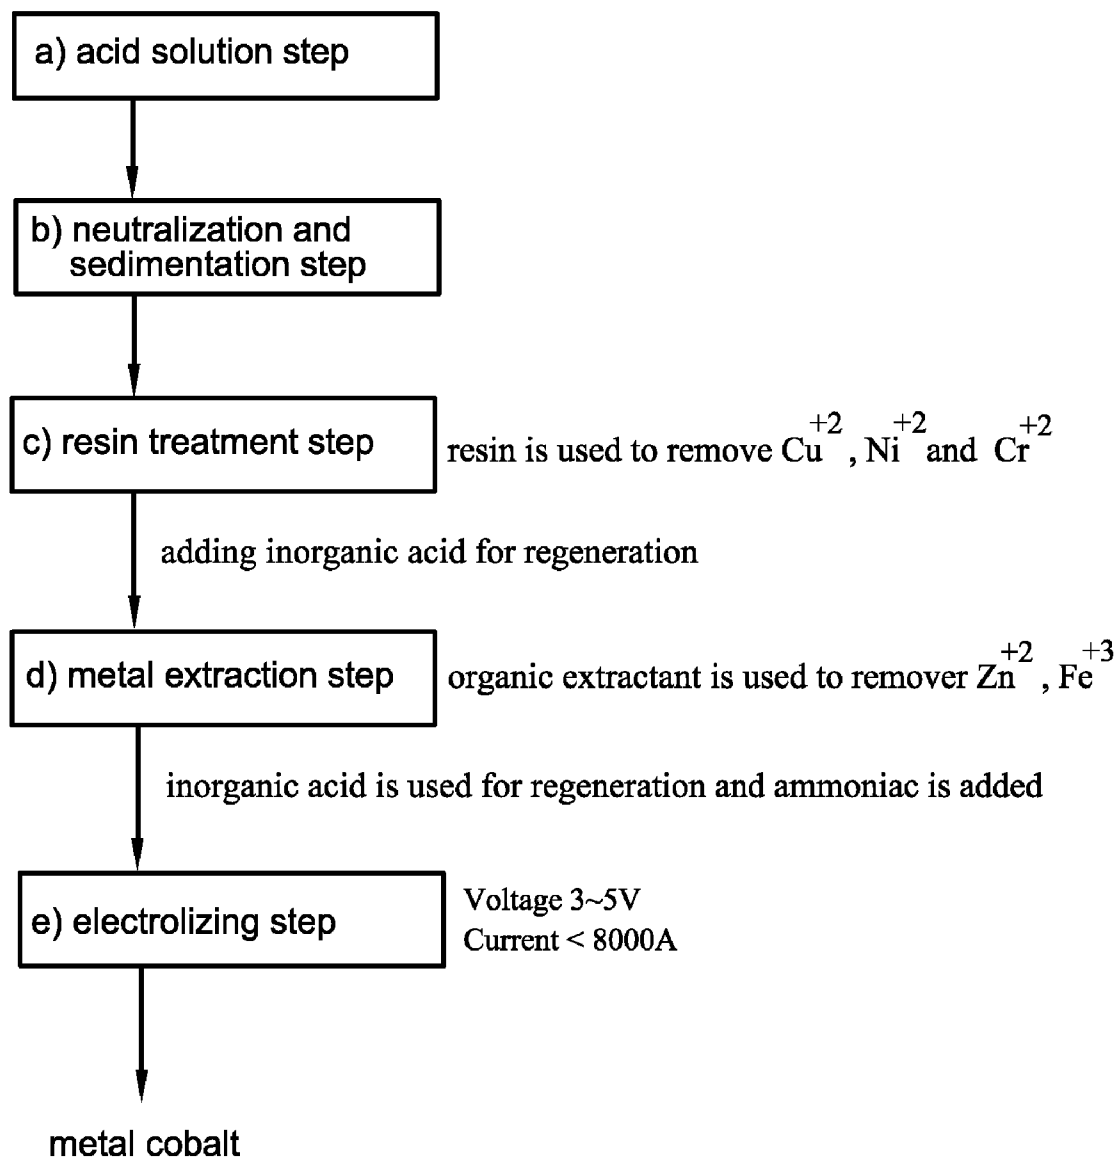 a) acid solution step
b) neutralization and
sedimentation step
c) resin treatment step
resin is used to remove Cu+2 , Ni+2 and Cr+2
adding inorganic acid for regeneration
d) metal extraction step
organic extractant is used to remover Zn+2 , Fe+3
inorganic acid is used for regeneration and ammoniac is added
e) electrolizing step
Voltage 3~5V
Current < 8000A
metal cobalt